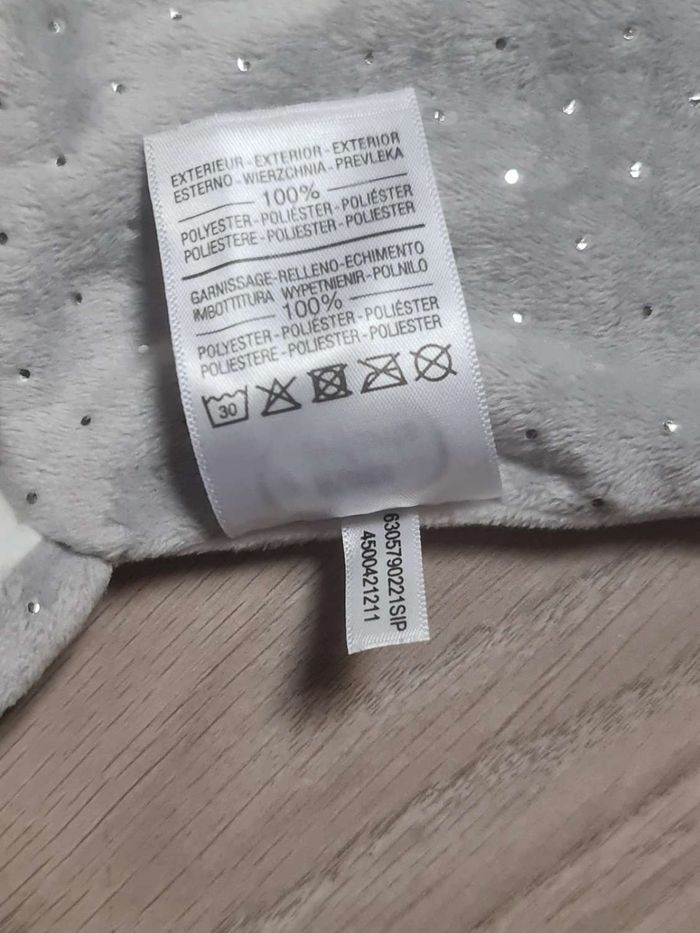 EXTERIEUR - EXTERIOR - EXTERIOR
ESTERNO - WIERZCHNIA - PREVLEKA
100%
POLYESTER - POLIÉSTER - POLIÉSTER
POLIESTERE - POLIESTER - POLIESTER
GARNISSAGE-RELLENO-ECHIMENTO
IMBOTTITURA WYPETNIENIR-POLNILO
100%
POLYESTER - POLIÉSTER - POLIÉSTER
POLIESTERE - POLIESTER - POLIESTER
30
6305790221SIP
4500421211